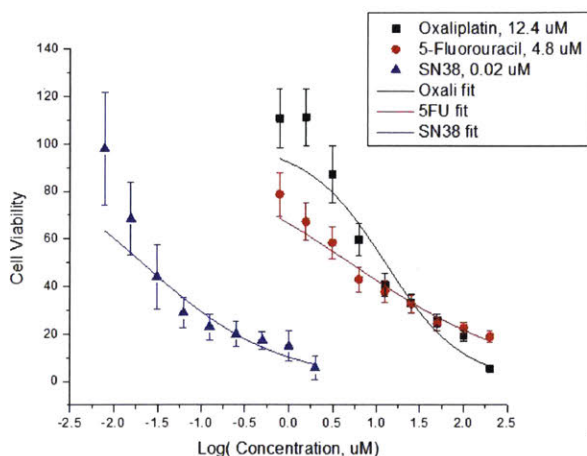 Oxaliplatin, 12.4 uM
5-Fluorouracil, 4.8 uM
SN38, 0.02 uM
Oxali fit
5FU fit
SN38 fit
140
120
100
80
60
40
20
0
Cell Viability
-2.5 -2.0 -1.5 -1.0 -0.5 0.0 0.5 1.0 1.5 2.0 2.5
Log( Concentration, uM)